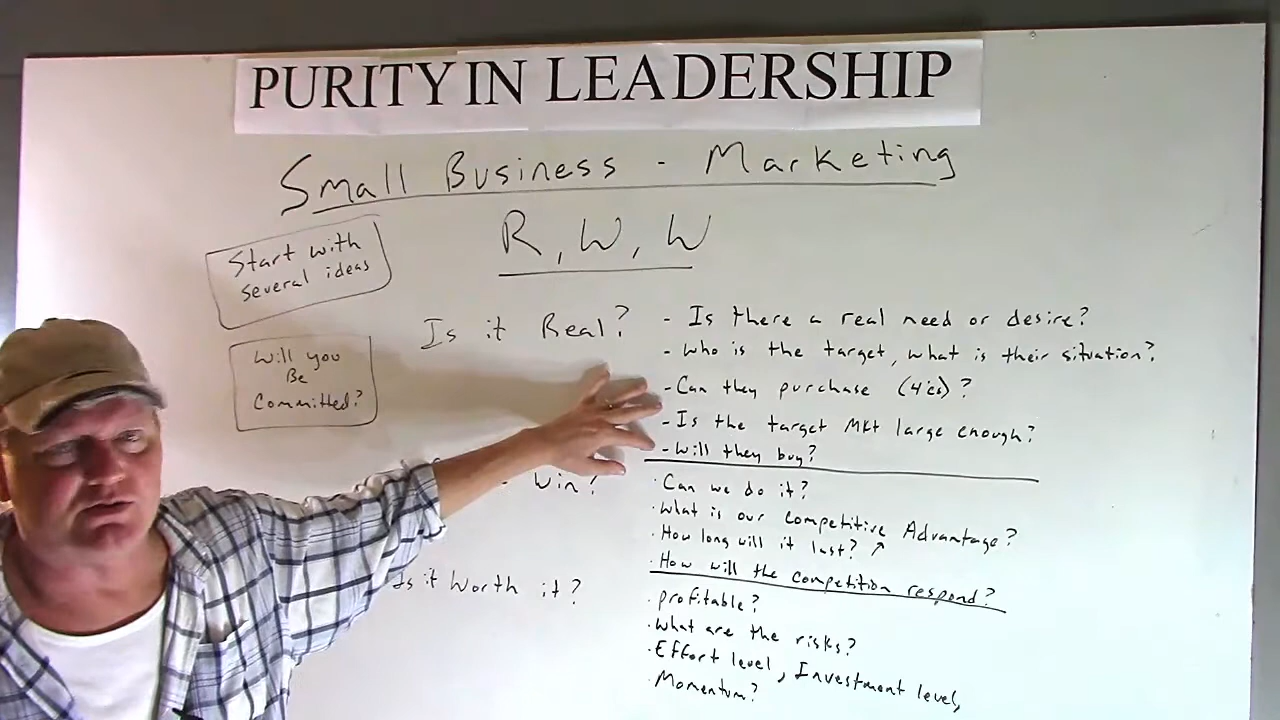 PURITY IN LEADERSHIP
Small Business - Marketing
R, W, W
Start with
several ideas
Will you
Be
Committed?
Is it Real?
- Is there a real need or desire?
- Who is the target, what is their situation?
- Can they purchase (4'cs)?
- Is the target MKt large enough?
- Will they buy?
Win?
· Can we do it?
· What is our Competitive Advantage?
· How long will it last? ↗
· How will the competition respond?
Is it Worth it?
· profitable?
· What are the risks?
· Effort level, Investment level,
· Momentum?